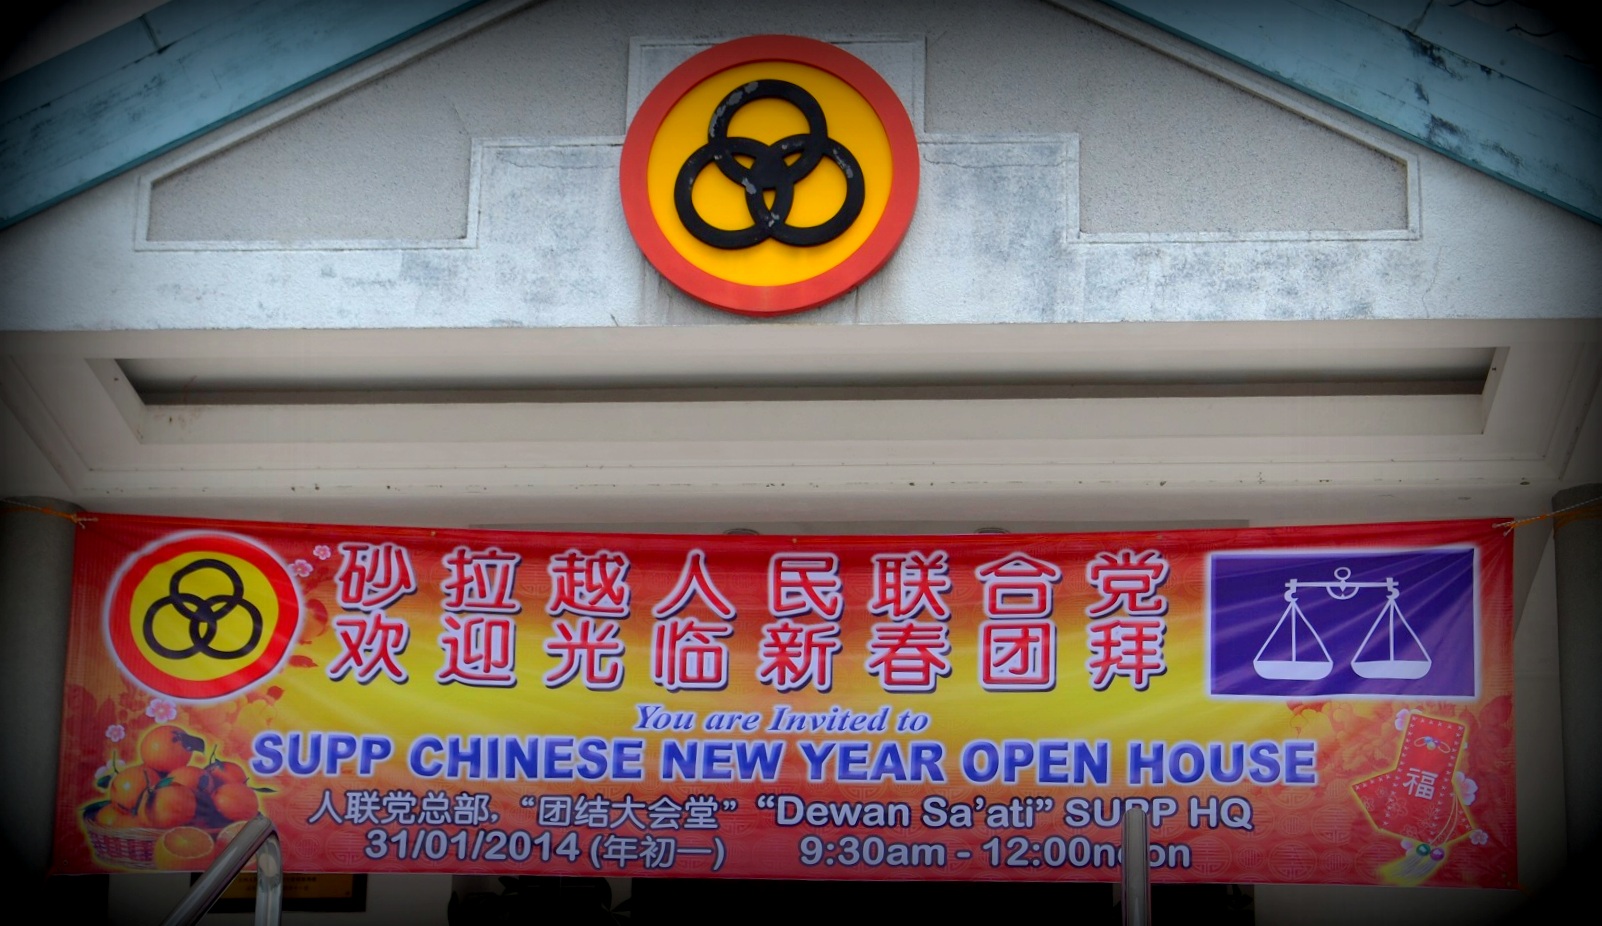 砂拉越人民联合党
欢迎光临新春团拜
You are Invited to
SUPP CHINESE NEW YEAR OPEN HOUSE
人联党总部，“团结大会堂” “Dewan Sa'ati” SUPP HQ
31/01/2014 (年初一) 9:30am - 12:00noon
福